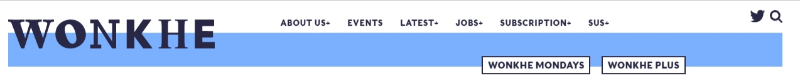 WONKHE
ABOUT US+ EVENTS LATEST+ JOBS+ SUBSCRIPTION+ SUS+
WONKHE MONDAYS WONKHE PLUS